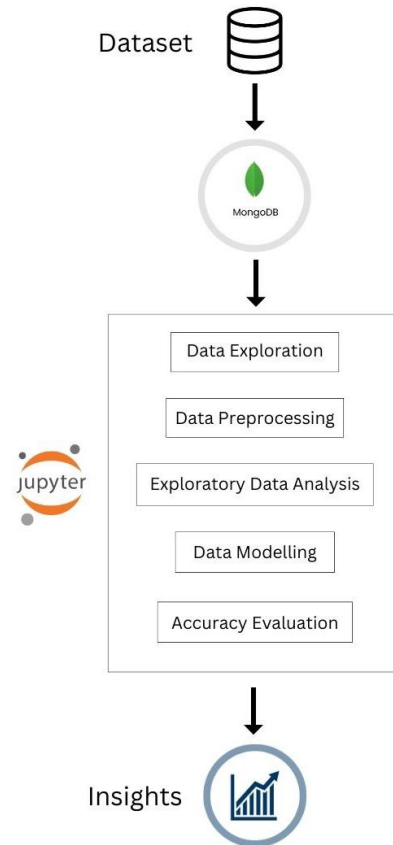 Dataset
MongoDB
Data Exploration
Data Preprocessing
Exploratory Data Analysis
jupyter
Data Modelling
Accuracy Evaluation
Insights